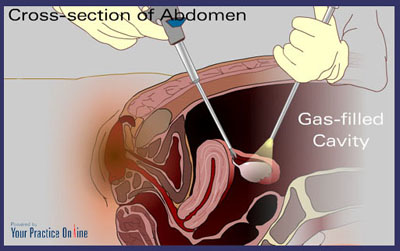 Cross-section of Abdomen
Gas-filled
Cavity
Powered by
Your Practice Online